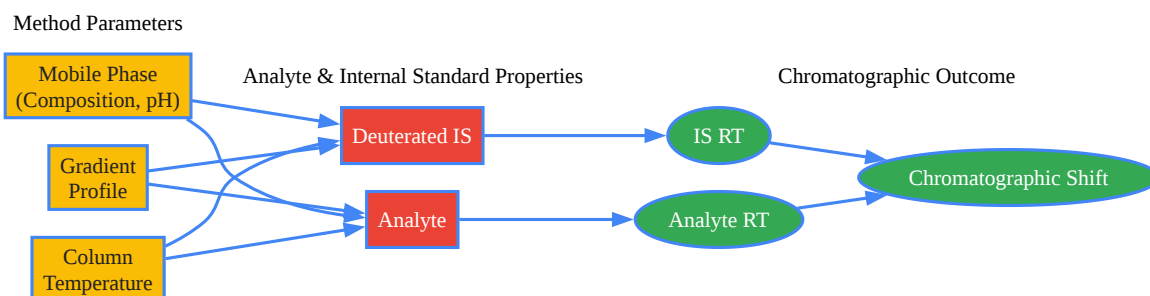 Method Parameters
Mobile Phase
(Composition, pH)
Gradient
Profile
Column
Temperature
Analyte & Internal Standard Properties
Deuterated IS
Analyte
Chromatographic Outcome
IS RT
Analyte RT
Chromatographic Shift